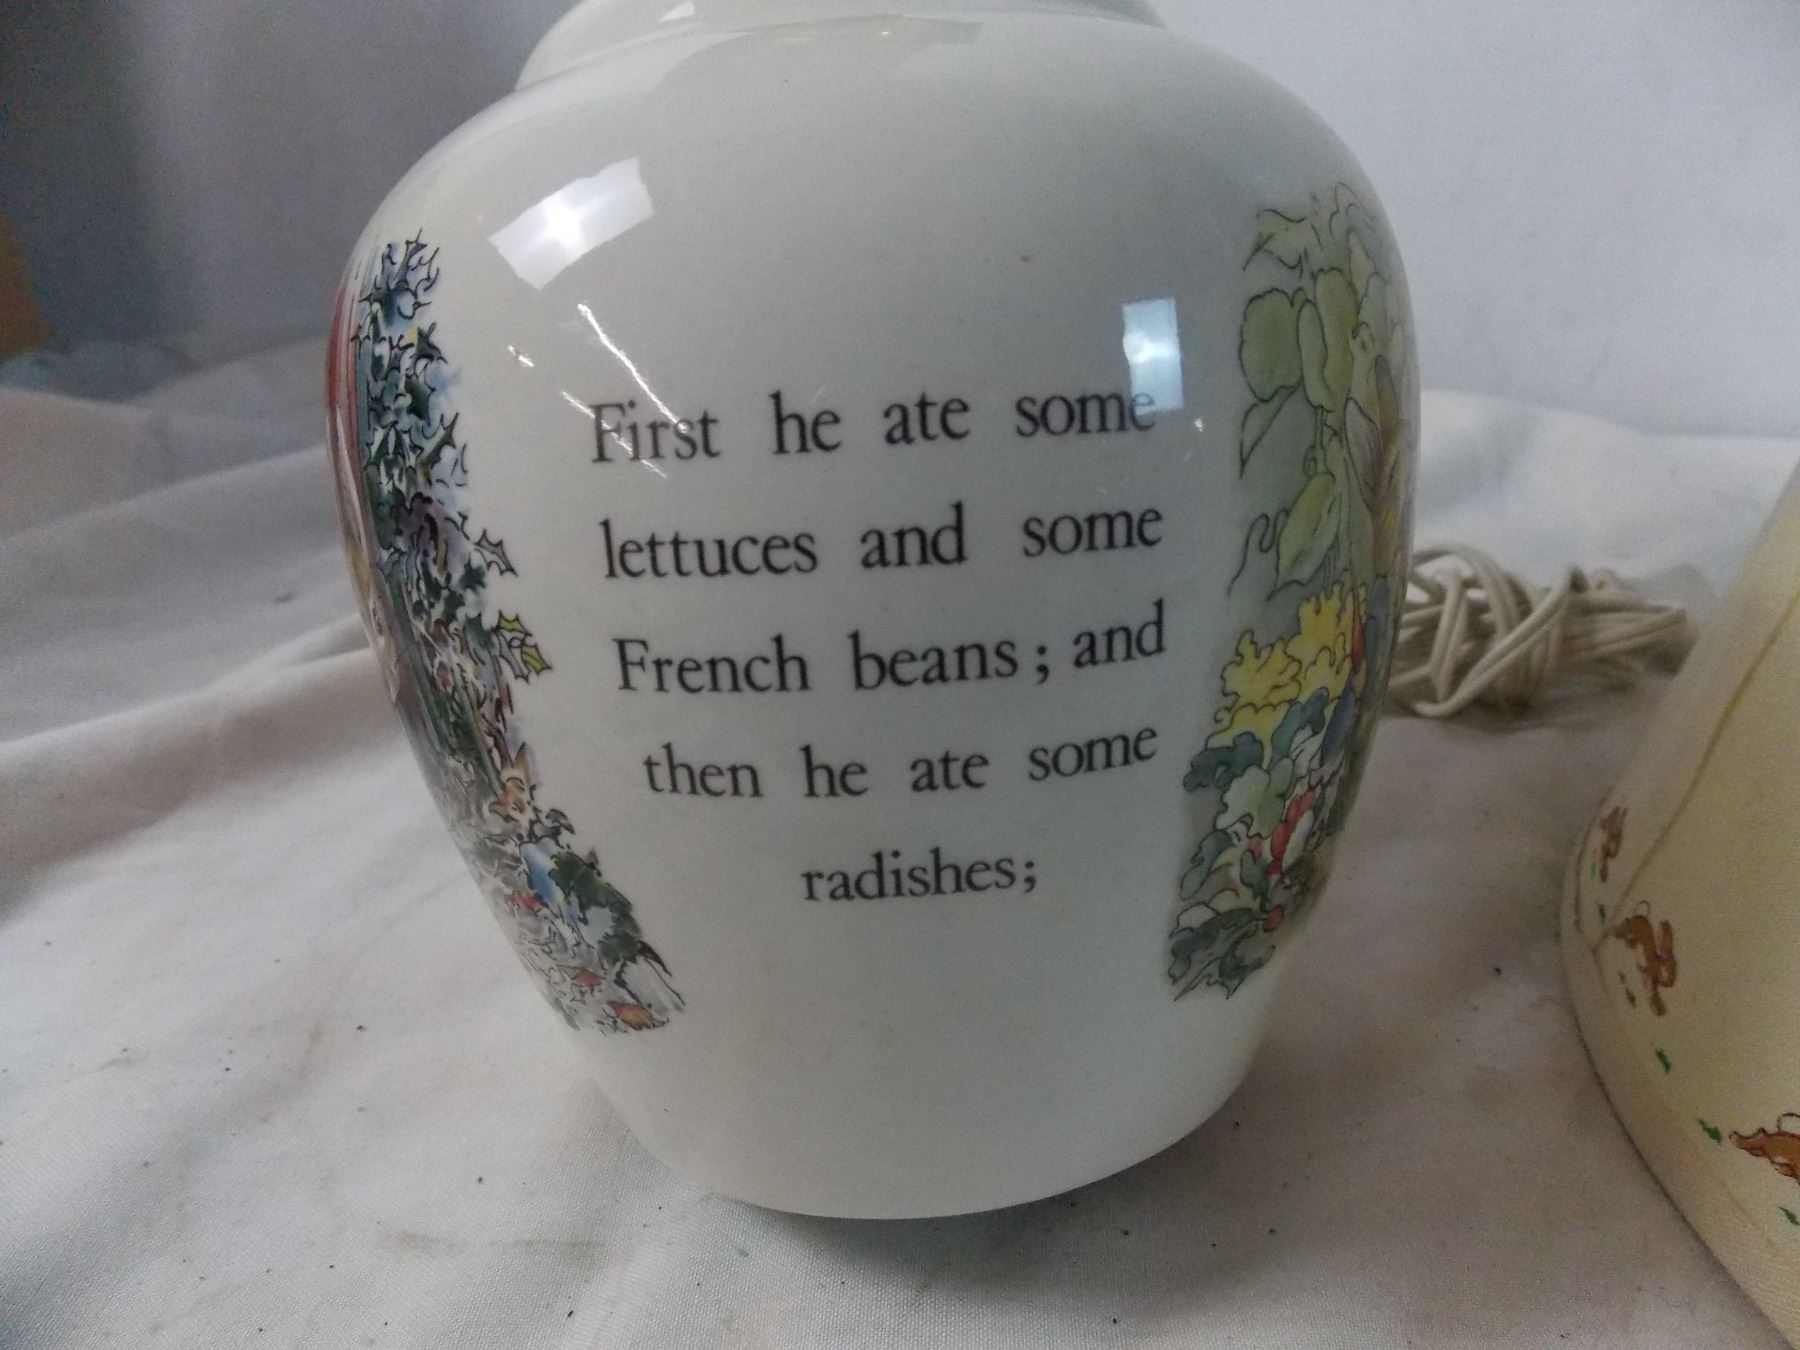 First he ate some
lettuces and some
French beans ; and
then he ate some
radishes;